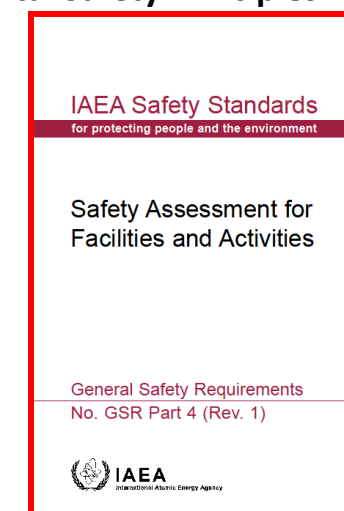 IAEA Safety Standards
for protecting people and the environment
Safety Assessment for
Facilities and Activities
General Safety Requirements
No. GSR Part 4 (Rev. 1)
IAEA
International Atomic Energy Agency